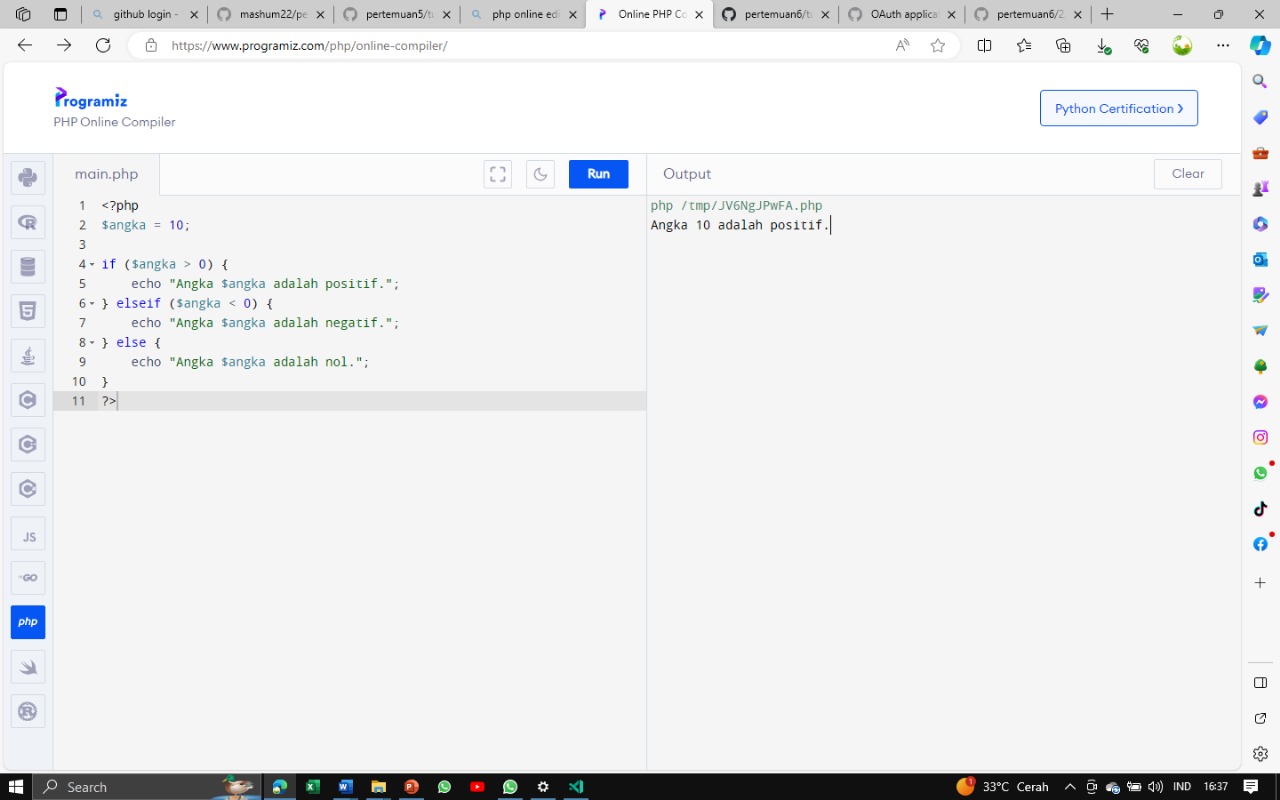 github login -
mashum22/pe
pertemuan5/tu
php online edi
Online PHP Co
pertemuan6/tu
OAuth applica
pertemuan6/2
https://www.programiz.com/php/online-compiler/
Programiz
PHP Online Compiler
Python Certification
main.php
Run
Output
Clear
1 <?php
2 $angka = 10;
3
4 if ($angka > 0) {
5 echo "Angka $angka adalah positif.";
6 } elseif ($angka < 0) {
7 echo "Angka $angka adalah negatif.";
8 } else {
9 echo "Angka $angka adalah nol.";
10 }
11 ?>
php /tmp/JV6NgJPwFA.php
Angka 10 adalah positif.
JS
GO
php
Search
33°C Cerah
IND
16:37